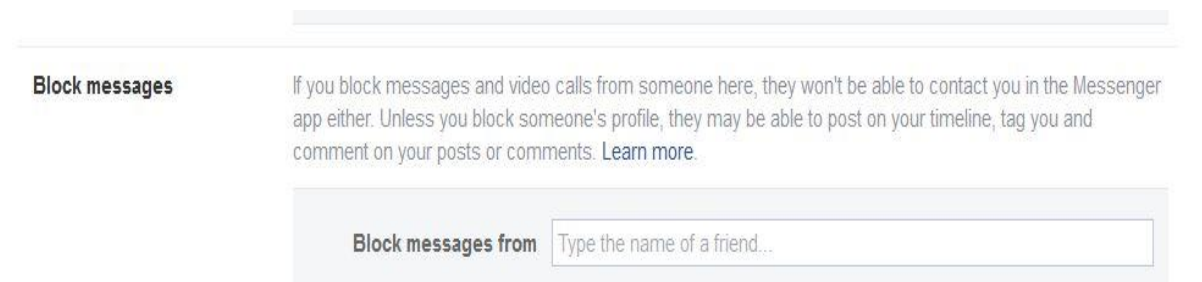 Block messages
If you block messages and video calls from someone here, they won't be able to contact you in the Messenger
app either. Unless you block someone's profile, they may be able to post on your timeline, tag you and
comment on your posts or comments. Learn more.
Block messages from Type the name of a friend...